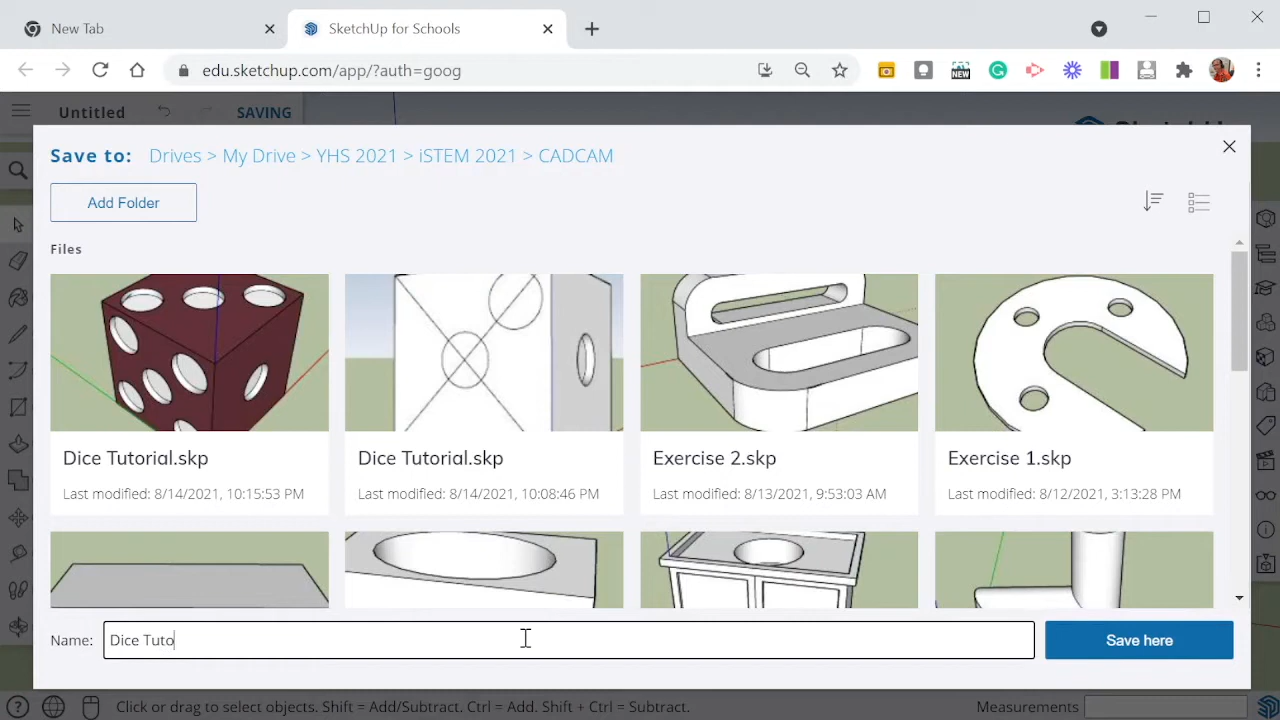 New Tab
SketchUp for Schools
edu.sketchup.com/app/?auth=goog
NEW
Untitled
SAVING
Save to: Drives > My Drive > YHS 2021 > iSTEM 2021 > CADCAM
Add Folder
Files
Dice Tutorial.skp
Last modified: 8/14/2021, 10:15:53 PM
Dice Tutorial.skp
Last modified: 8/14/2021, 10:08:46 PM
Exercise 2.skp
Last modified: 8/13/2021, 9:53:03 AM
Exercise 1.skp
Last modified: 8/12/2021, 3:13:28 PM
Name: Dice Tuto
Save here
Click or drag to select objects. Shift = Add/Subtract. Ctrl = Add. Shift + Ctrl = Subtract.
Measurements